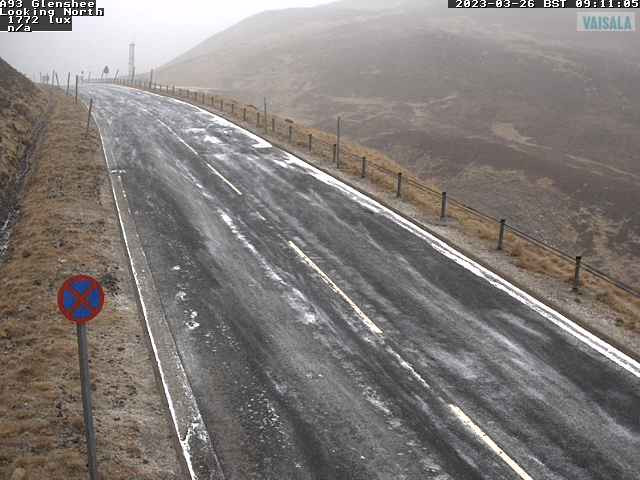 A93 Glenshee
Looking North
1772 lux
n/a
2023-03-26 BST 09:11:05
VAISALA